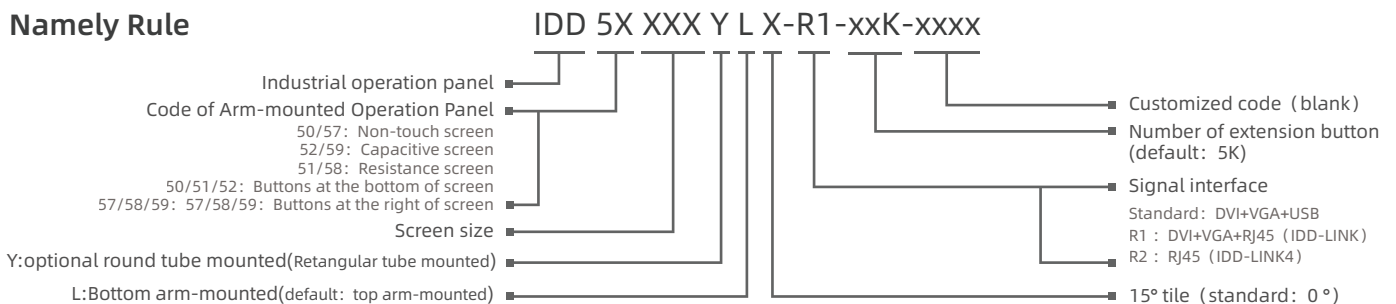 Namely Rule
IDD 5X XXX Y L X-R1-xxK-xxxx
Industrial operation panel
Code of Arm-mounted Operation Panel
50/57: Non-touch screen
52/59: Capacitive screen
51/58: Resistance screen
50/51/52: Buttons at the bottom of screen
57/58/59: 57/58/59: Buttons at the right of screen
Screen size
Y:optional round tube mounted(Retangular tube mounted)
L:Bottom arm-mounted(default: top arm-mounted)
Customized code (blank)
Number of extension button
(default: 5K)
Signal interface
Standard: DVI+VGA+USB
R1 : DVI+VGA+RJ45 (IDD-LINK)
R2 : RJ45 (IDD-LINK4)
15° tile (standard: 0°)